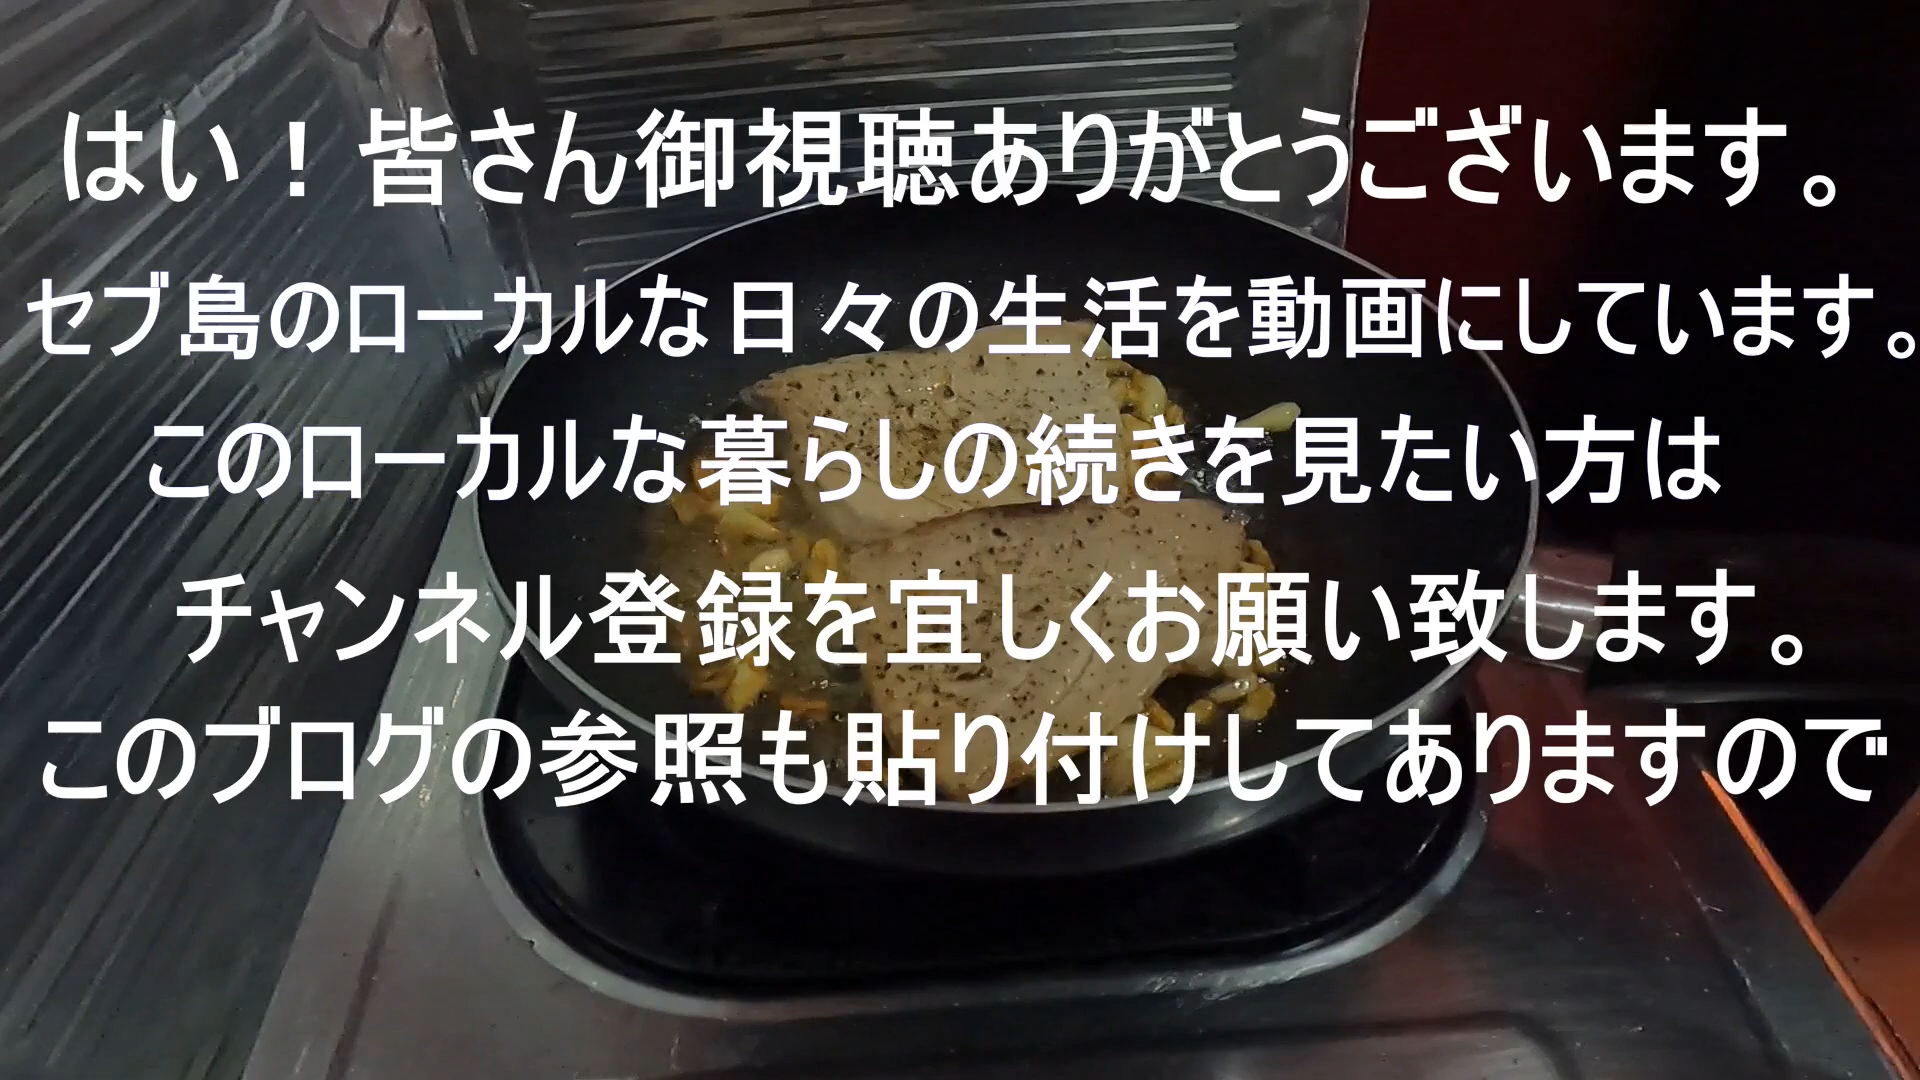 はい！皆さん御視聴ありがとうございます。
セブ島のローカルな日々の生活を動画にしています。
このローカルな暮らしの続きを見たい方は
チャンネル登録を宜しくお願い致します。
このブログの参照も貼り付けしてありますので